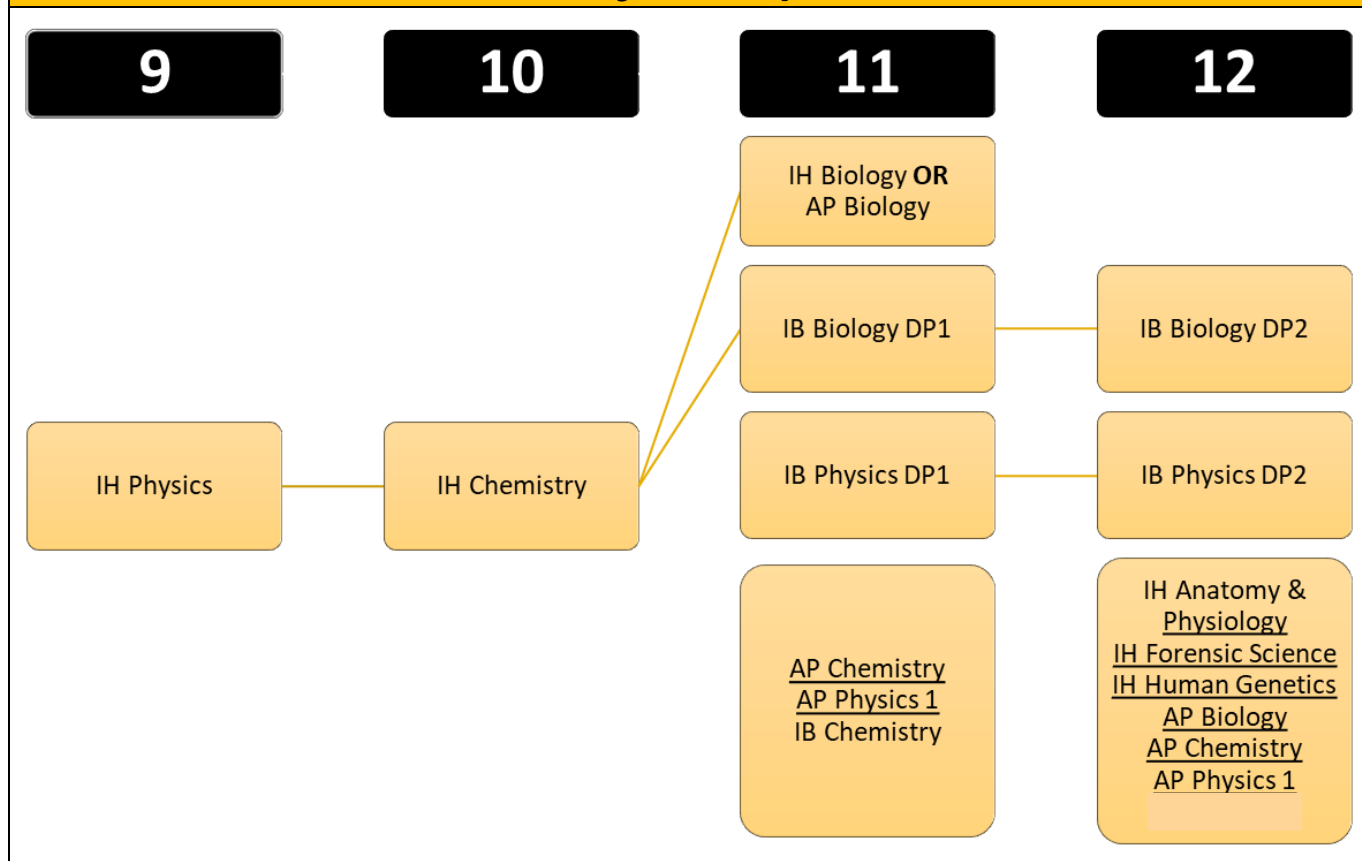 9
10
11
12
IH Biology OR
AP Biology
IB Biology DP1
IB Biology DP2
IH Physics
IH Chemistry
IB Physics DP1
IB Physics DP2
AP Chemistry
AP Physics 1
IB Chemistry
IH Anatomy &
Physiology
IH Forensic Science
IH Human Genetics
AP Biology
AP Chemistry
AP Physics 1